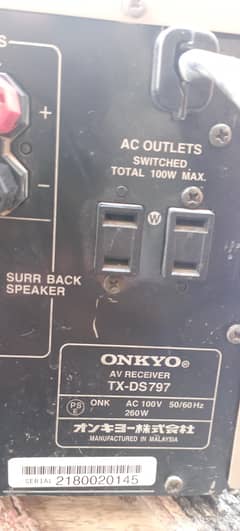 S
AC OUTLETS
SWITCHED
TOTAL 100W MAX.
+
−
W
SURR BACK
SPEAKER
ONKYO
AV RECEIVER
TX-DS797
PS
E
ONK AC 100V 50/60Hz
260W
オンキヨー株式会社
MANUFACTURED IN MALAYSIA
SERIAL 2180020145